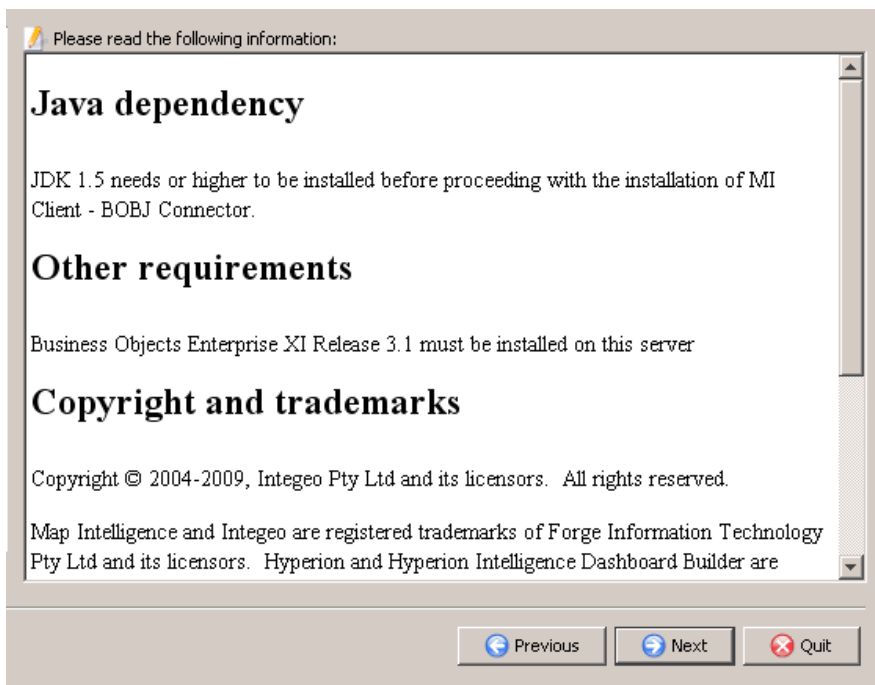 Please read the following information:
Java dependency
JDK 1.5 needs or higher to be installed before proceeding with the installation of MI
Client - BOBJ Connector.
Other requirements
Business Objects Enterprise XI Release 3.1 must be installed on this server
Copyright and trademarks
Copyright © 2004-2009, Integeo Pty Ltd and its licensors.  All rights reserved.
Map Intelligence and Integeo are registered trademarks of Forge Information Technology
Pty Ltd and its licensors.  Hyperion and Hyperion Intelligence Dashboard Builder are
Previous Next Quit